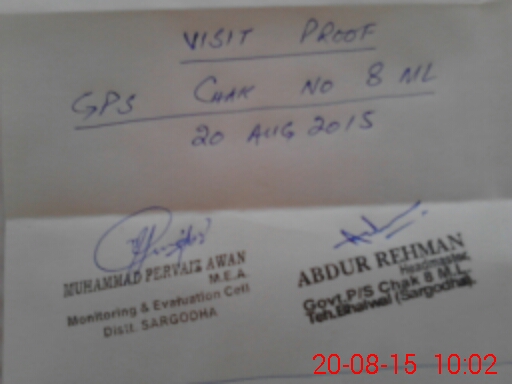 VISIT PROOF
GPS CHAK NO 8 ML
20 AUG 2015
MUHAMMAD PERVAIZ AWAN
M.E.A
Monitoring & Evaluation Cell
Distt. SARGODHA
ABDUR REHMAN
Headmaster,
Govt.P/S Chak 8 M.L.
Teh.Bhalwal (Sargodha).
20-08-15 10:02